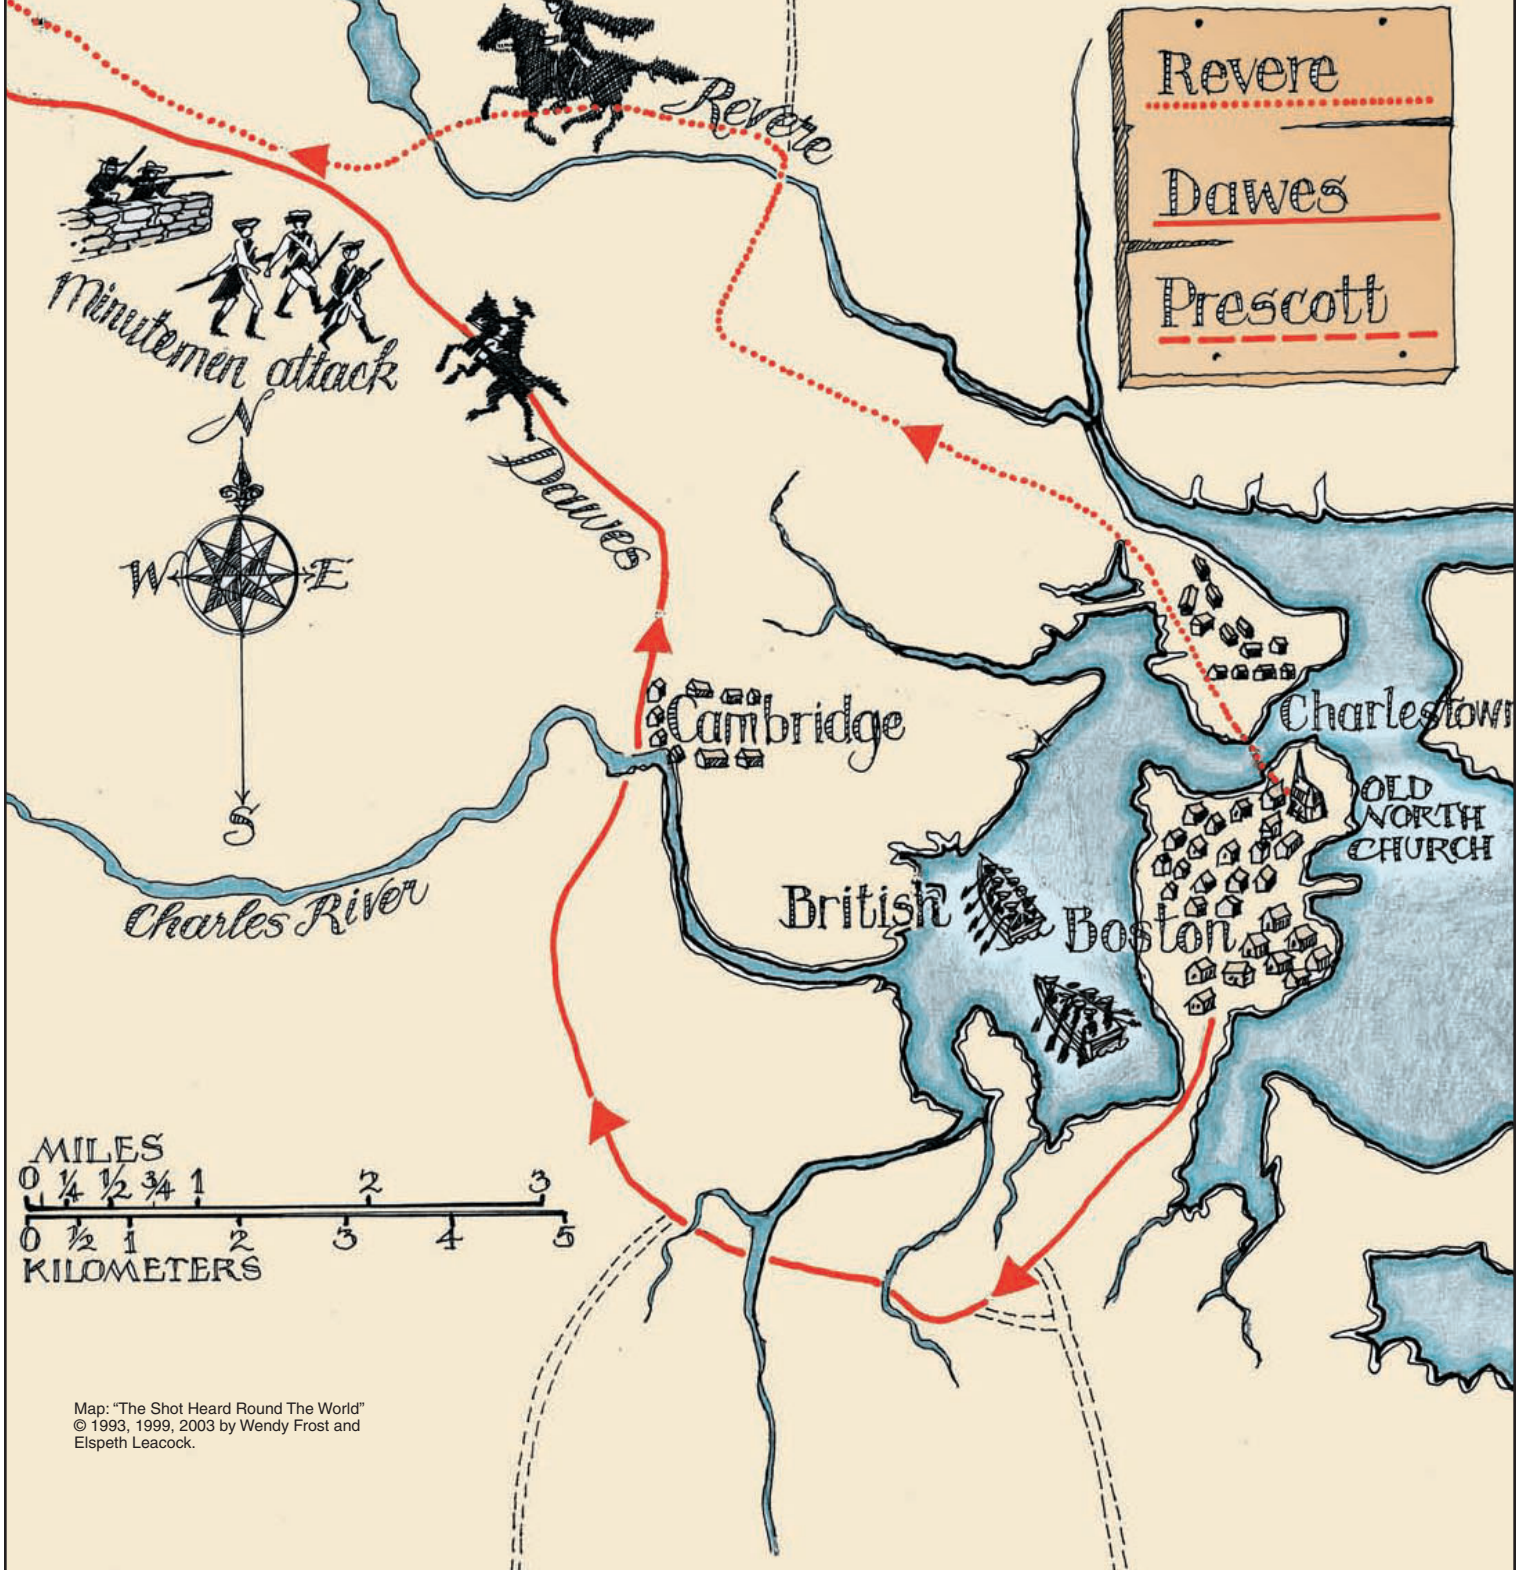 Revere
Dawes
Prescott
Revere
Minutemen attack
Dawes
N
W
E
S
Cambridge
Charlestown
OLD
NORTH
CHURCH
British
Boston
Charles River
MILES
0 1/4 1/2 3/4 1 2 3
0 1/2 1 2 3 4 5
KILOMETERS
Map: “The Shot Heard Round The World”
© 1993, 1999, 2003 by Wendy Frost and
Elspeth Leacock.